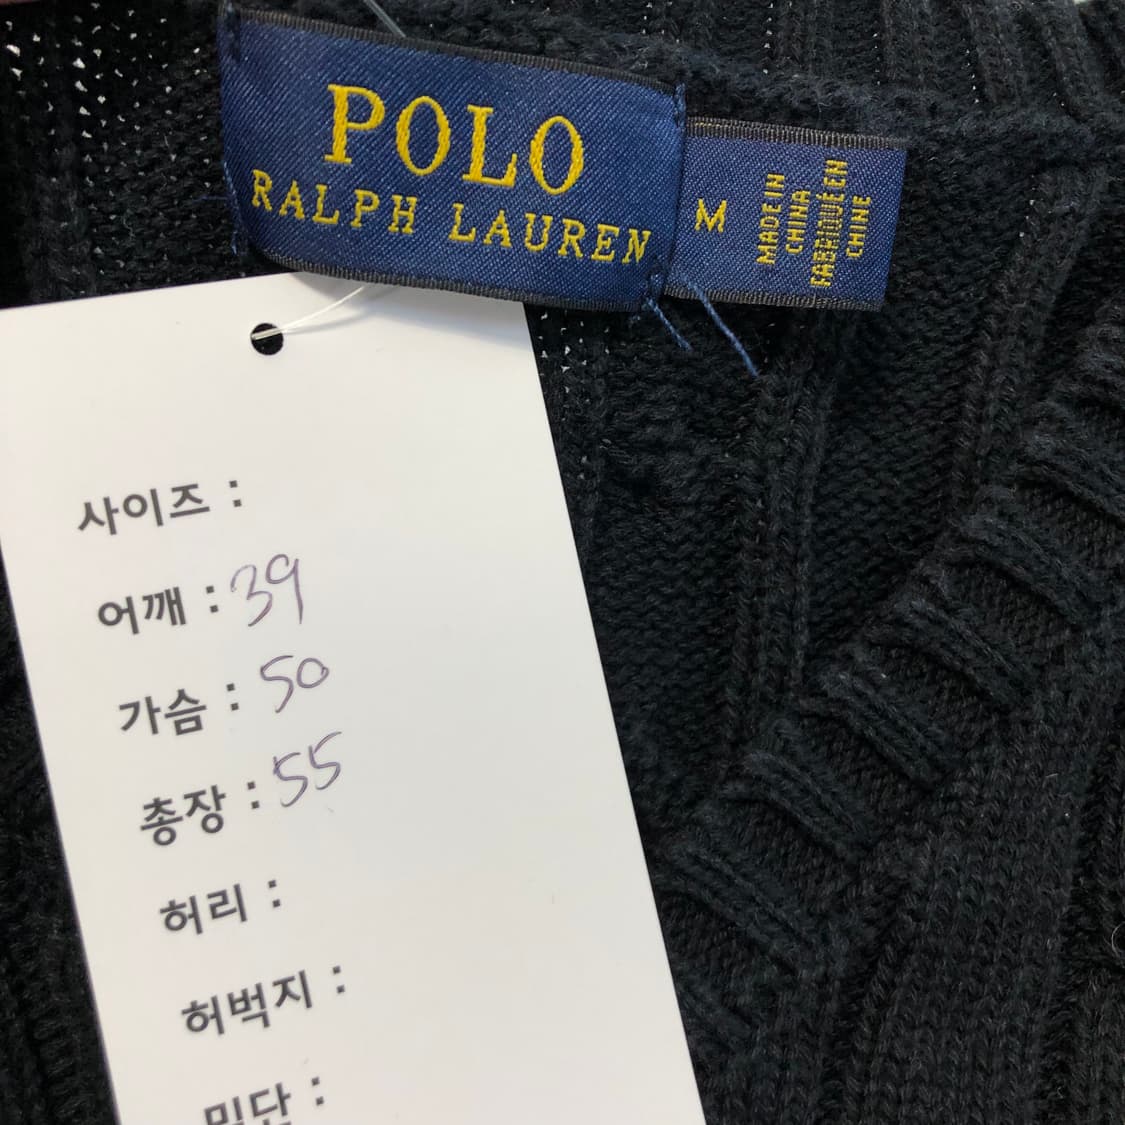 POLO
RALPH LAUREN
M
MADE IN
CHINA
FABRIQUÉ EN
CHINE
사이즈 :
어깨 : 39
가슴 : 50
총장 : 55
허리 :
허벅지 :
밑단 :